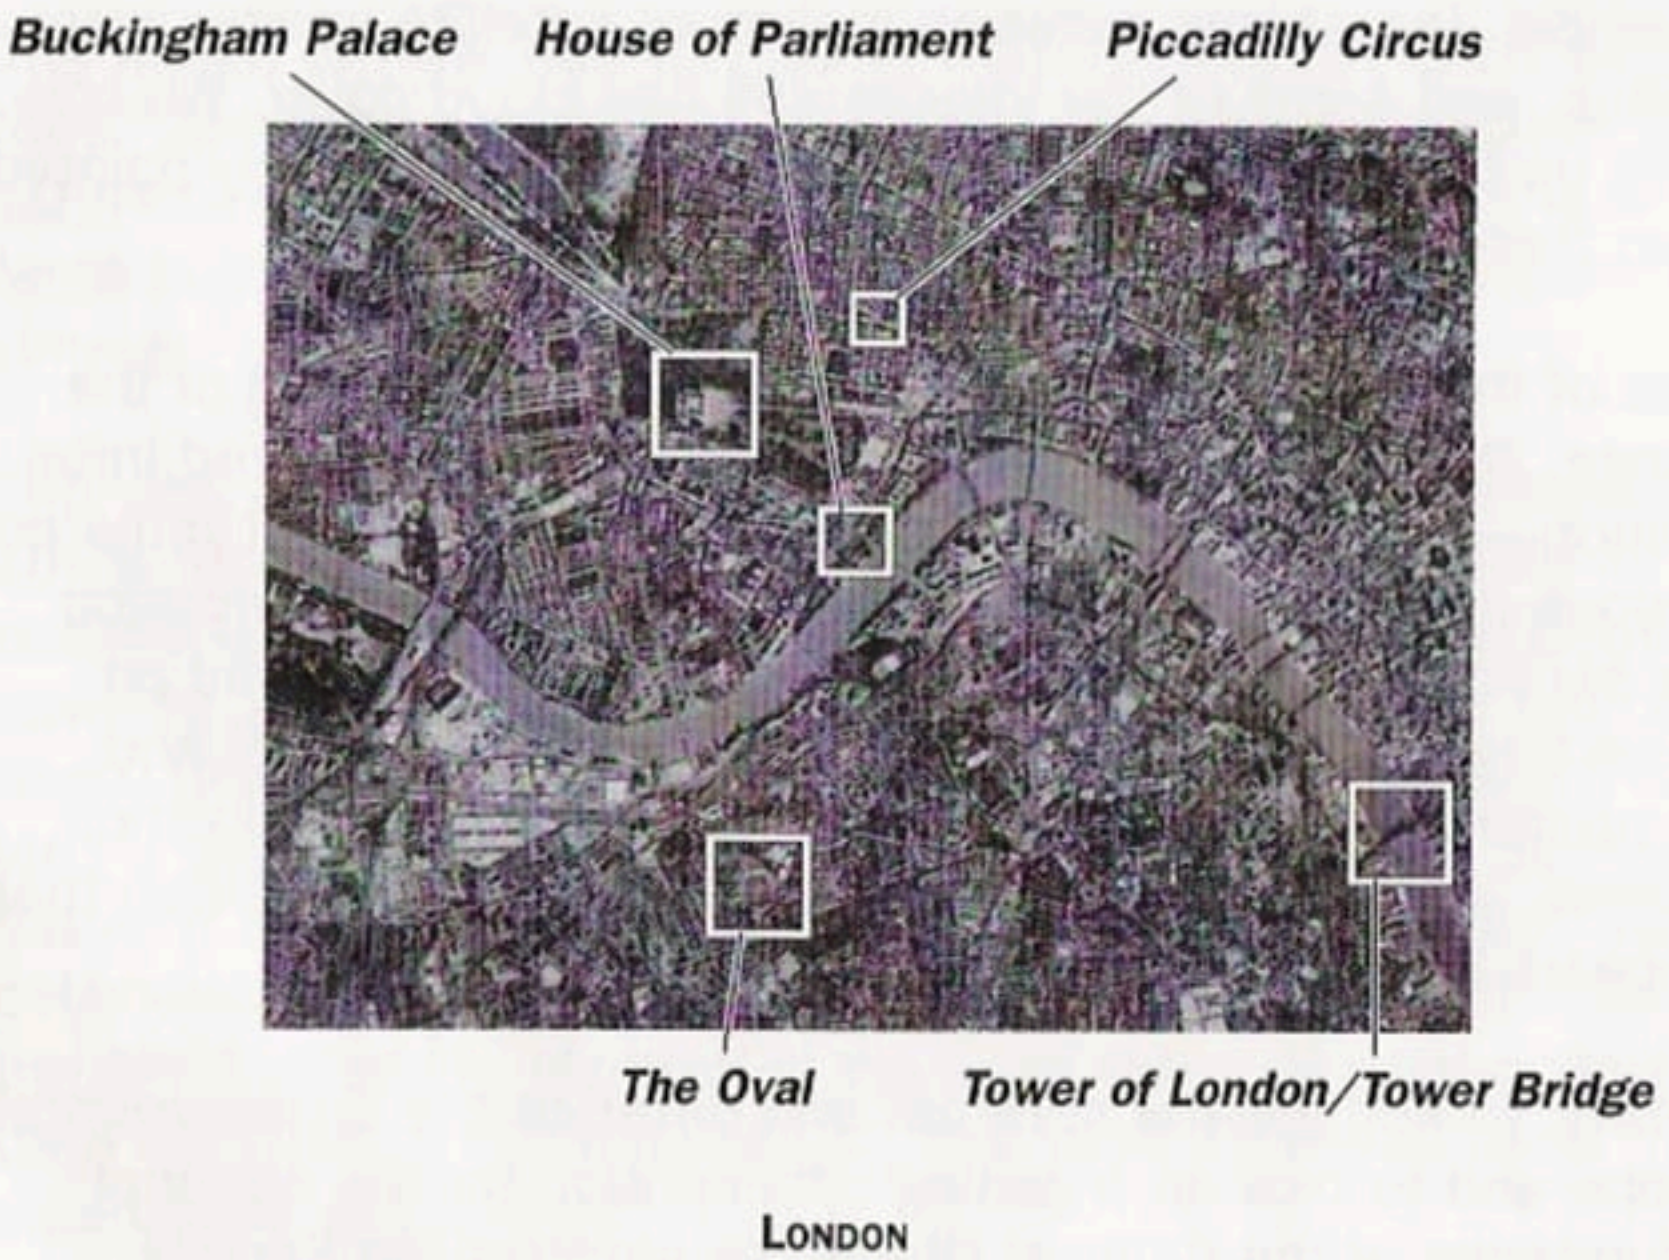 Buckingham Palace House of Parliament Piccadilly Circus
The Oval Tower of London/Tower Bridge
LONDON